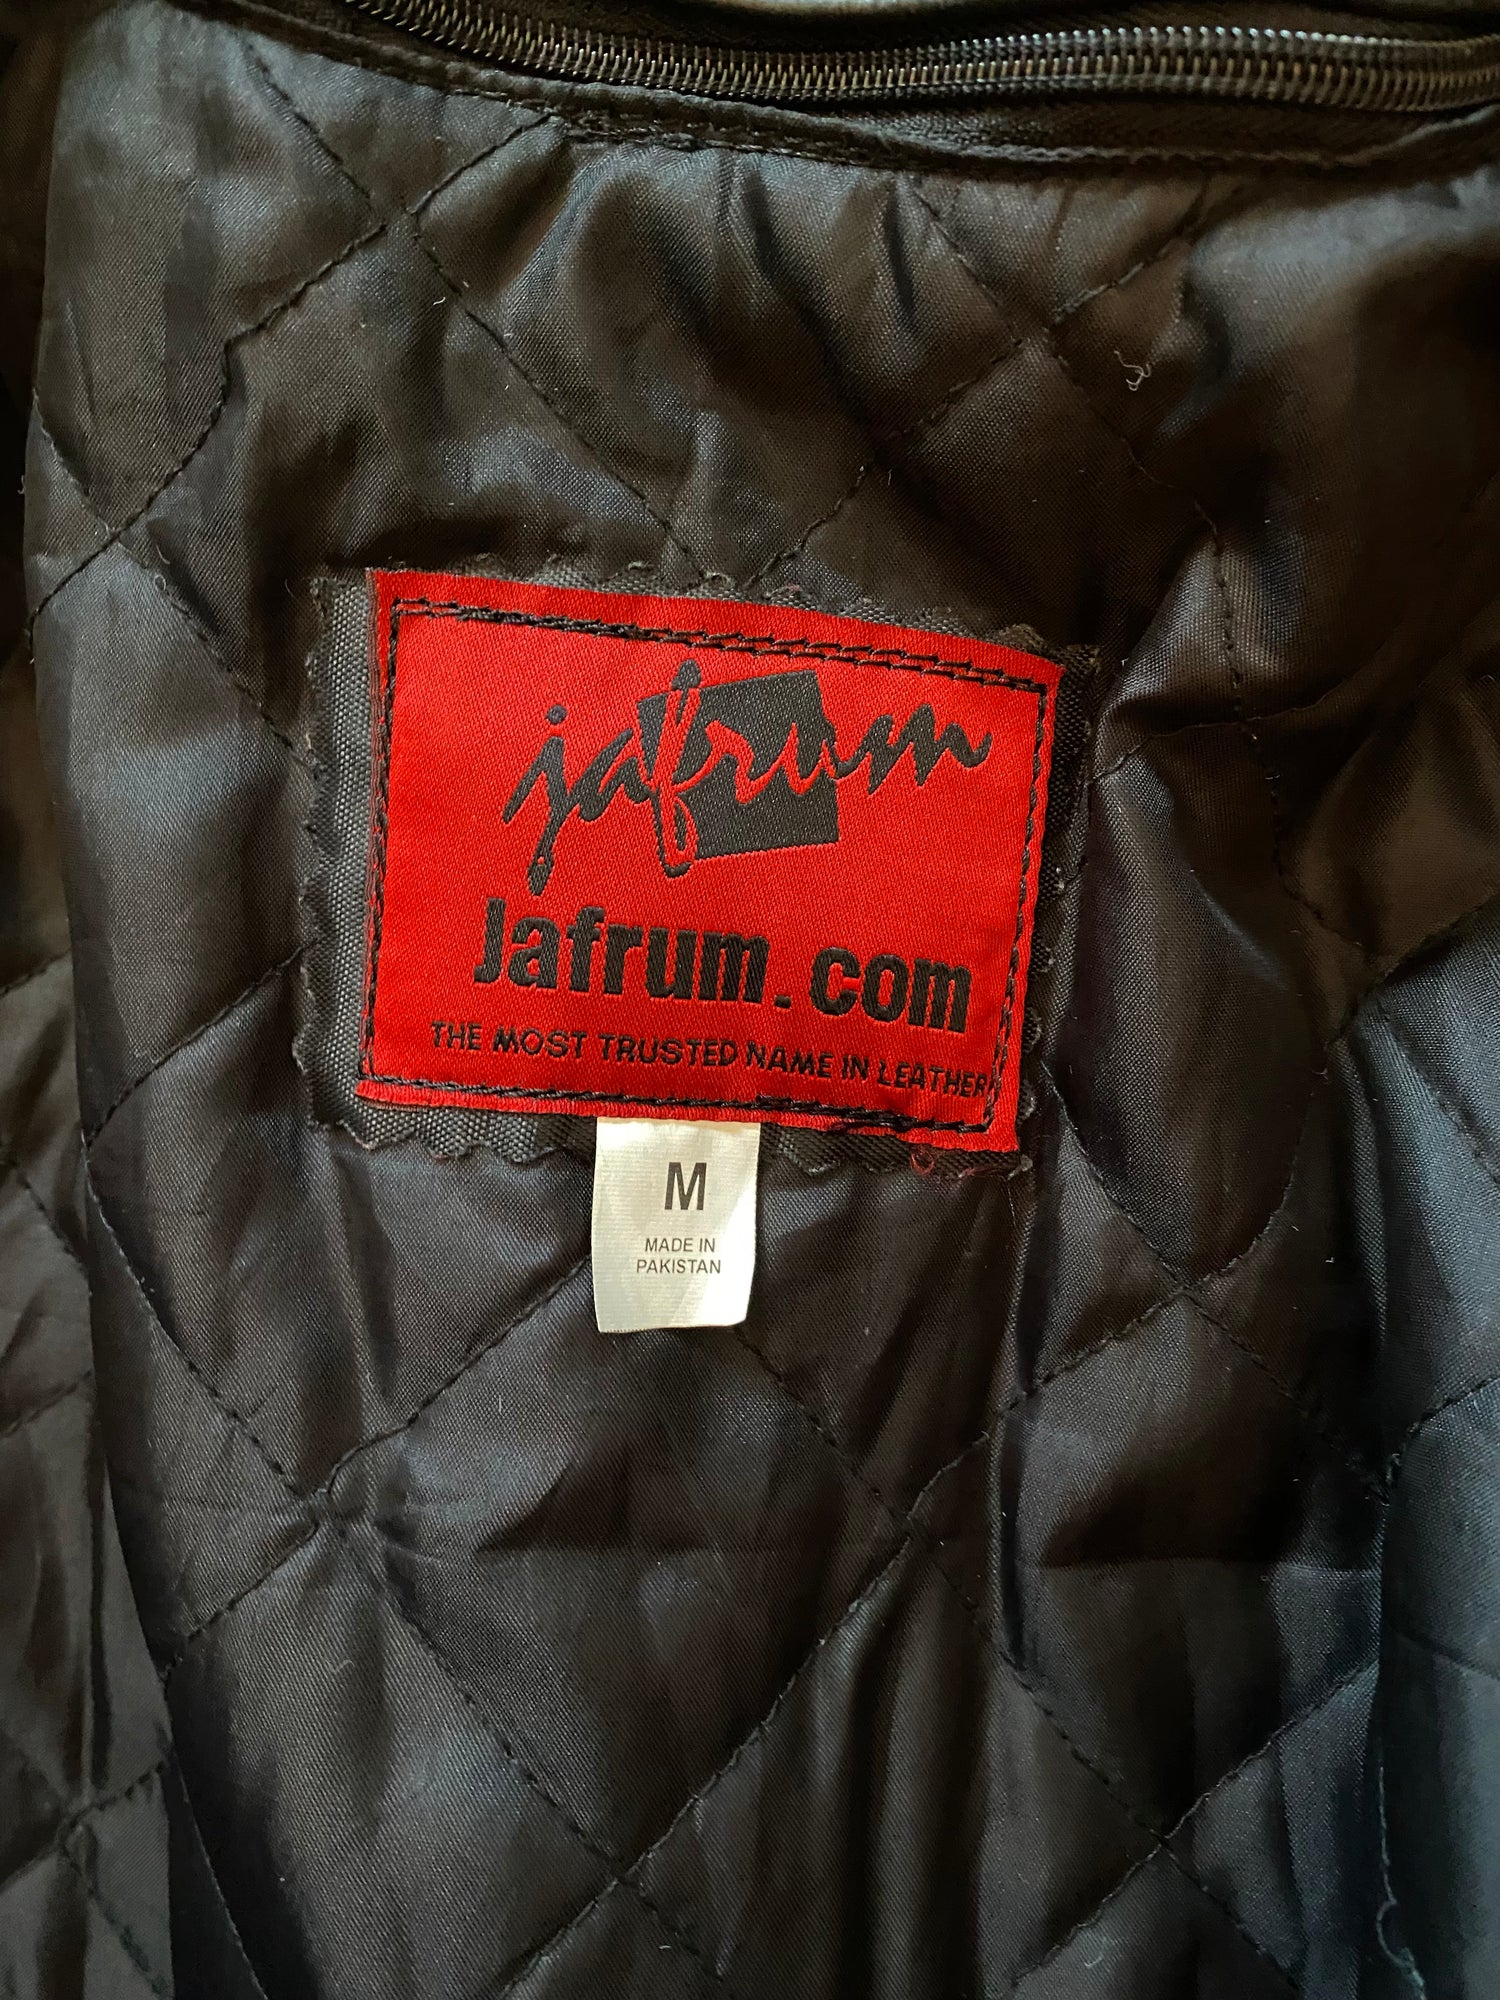 jafrum
Jafrum.com
THE MOST TRUSTED NAME IN LEATHER
M
MADE IN
PAKISTAN